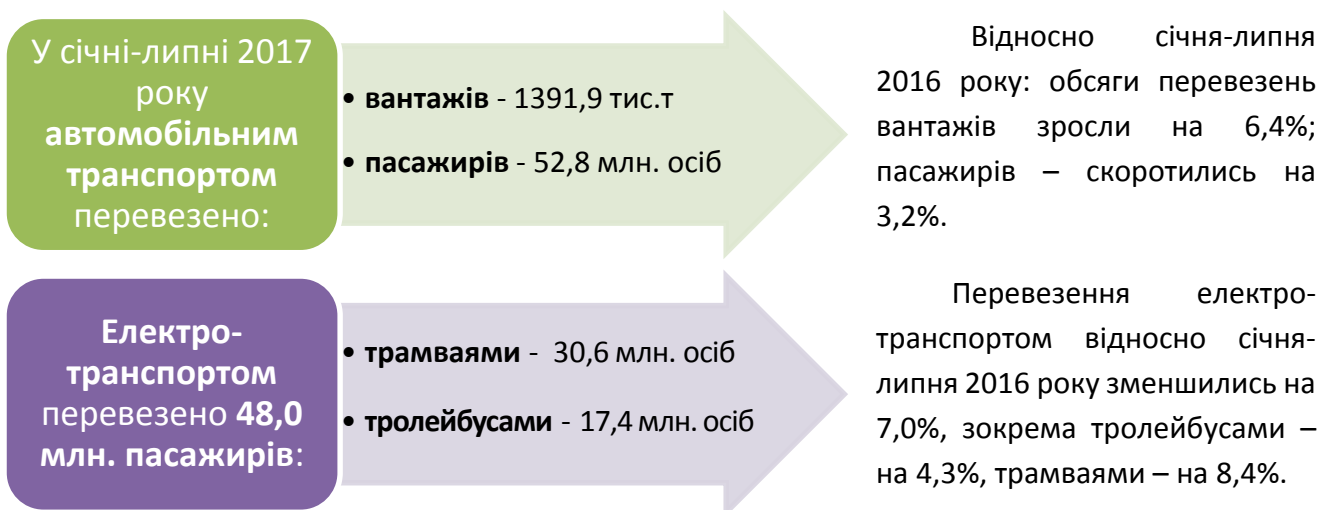 У січні-липні 2017
року
автомобільним
транспортом
перевезено:
• вантажів - 1391,9 тис.т
• пасажирів - 52,8 млн. осіб
Відносно січня-липня
2016 року: обсяги перевезень
вантажів зросли на 6,4%;
пасажирів – скоротились на
3,2%.
Електро-
транспортом
перевезено 48,0
млн. пасажирів:
• трамваями - 30,6 млн. осіб
• тролейбусами - 17,4 млн. осіб
Перевезення електро-
транспортом відносно січня-
липня 2016 року зменшились на
7,0%, зокрема тролейбусами –
на 4,3%, трамваями – на 8,4%.